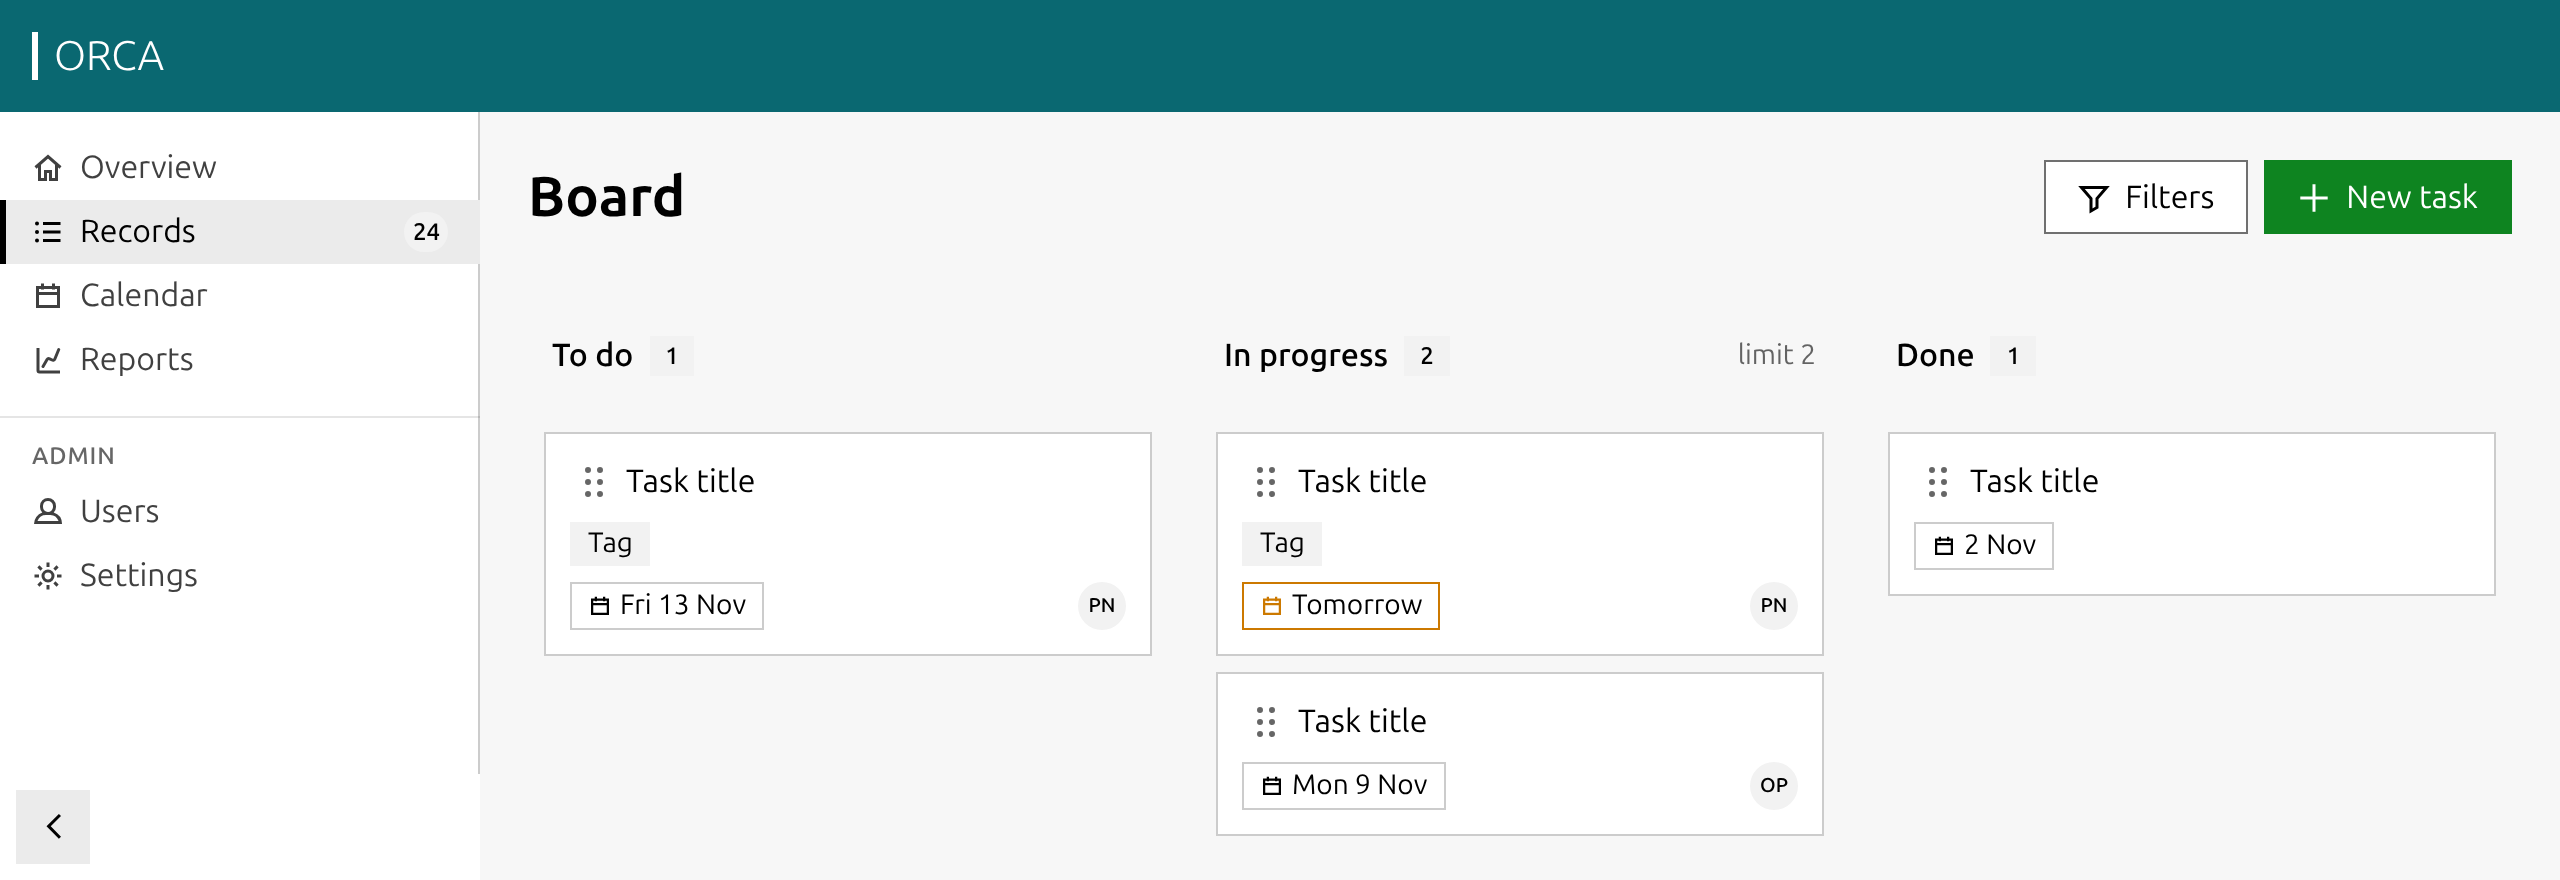 ORCA
Overview
Records 24
Calendar
Reports
ADMIN
Users
Settings
Board
Filters
New task
To do 1
Task title
Tag
Fri 13 Nov PN
In progress 2 limit 2
Task title
Tag
Tomorrow PN
Task title
Mon 9 Nov OP
Done 1
Task title
2 Nov